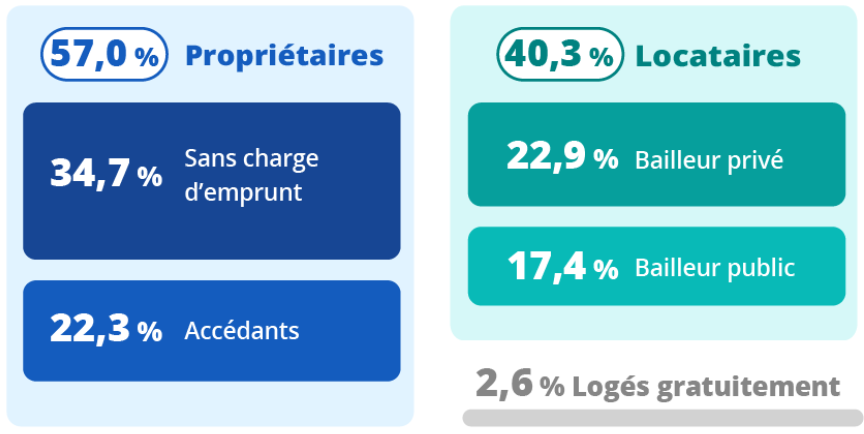 57,0 % Propriétaires
34,7 % Sans charge
d’emprunt
22,3 % Accédants
40,3 % Locataires
22,9 % Bailleur privé
17,4 % Bailleur public
2,6 % Logés gratuitement